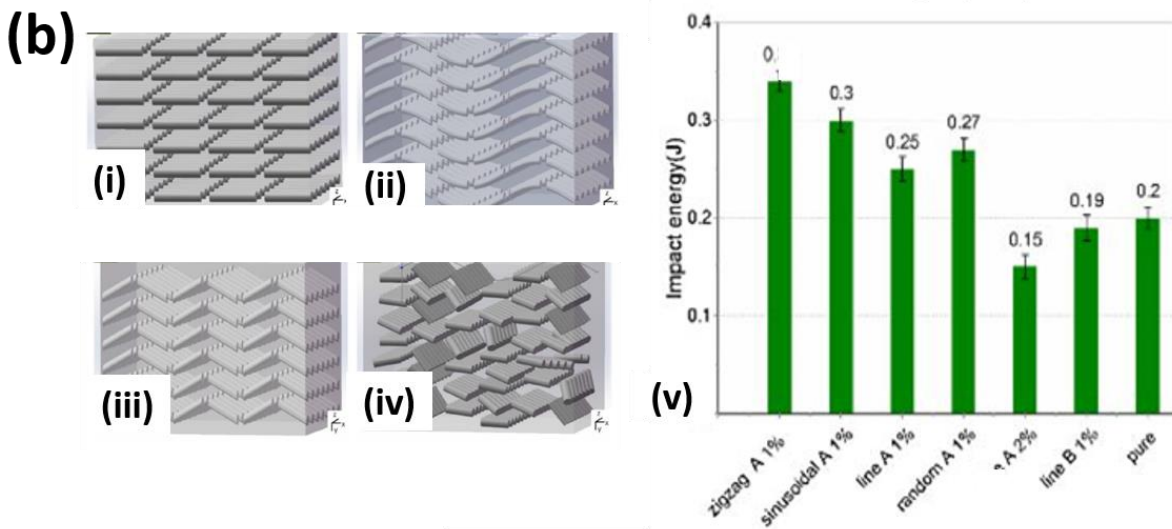 (b)
(i)
(ii)
(iii)
(iv)
(v)
Impact energy(J)
0.4
0.3
0.2
0.1
0.
0.3
0.25
0.27
0.15
0.19
0.2
zigzag A 1%
sinusoidal A 1%
line A 1%
random A 1%
A 2%
line B 1%
pure